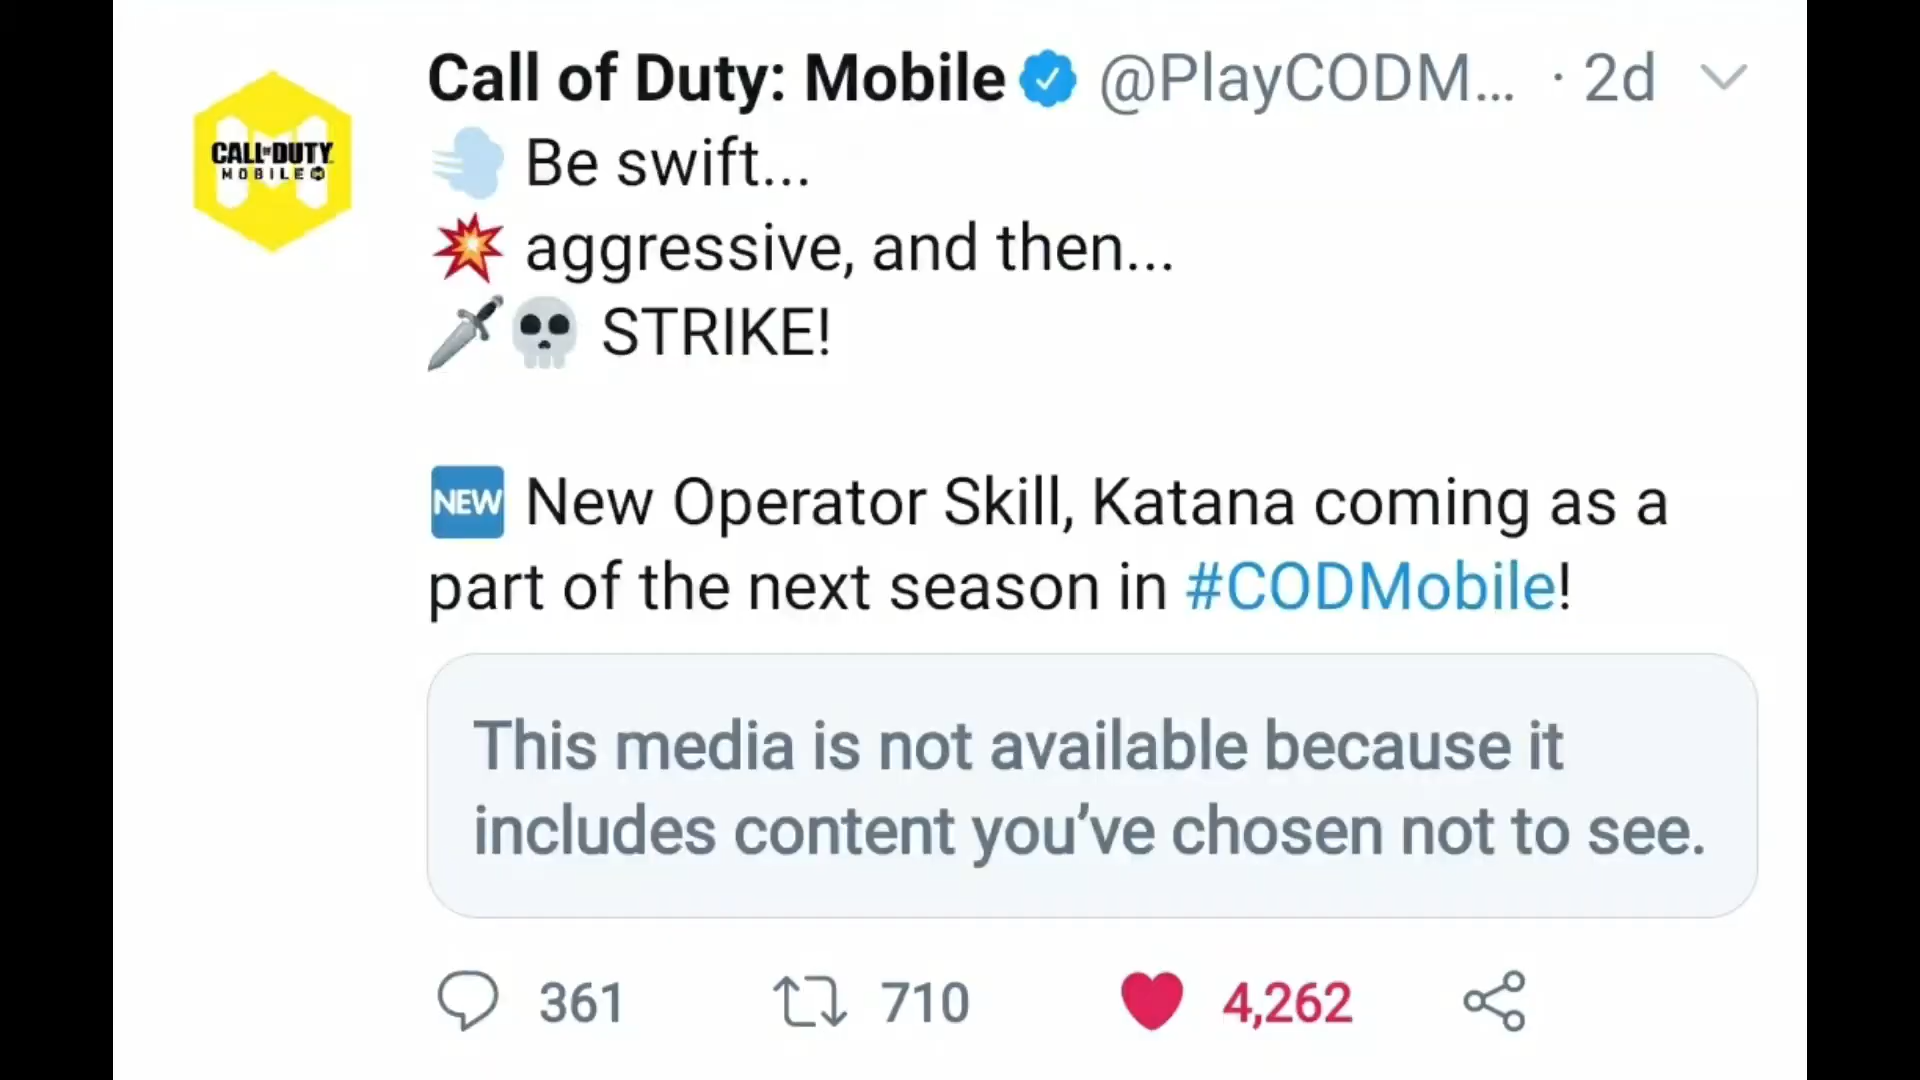 Call of Duty: Mobile @PlayCODM... · 2d
CALL OF DUTY
MOBILE
💨 Be swift...
💥 aggressive, and then...
🗡💀 STRIKE!
🆕 New Operator Skill, Katana coming as a
part of the next season in #CODMobile!
This media is not available because it
includes content you’ve chosen not to see.
361 710 4,262